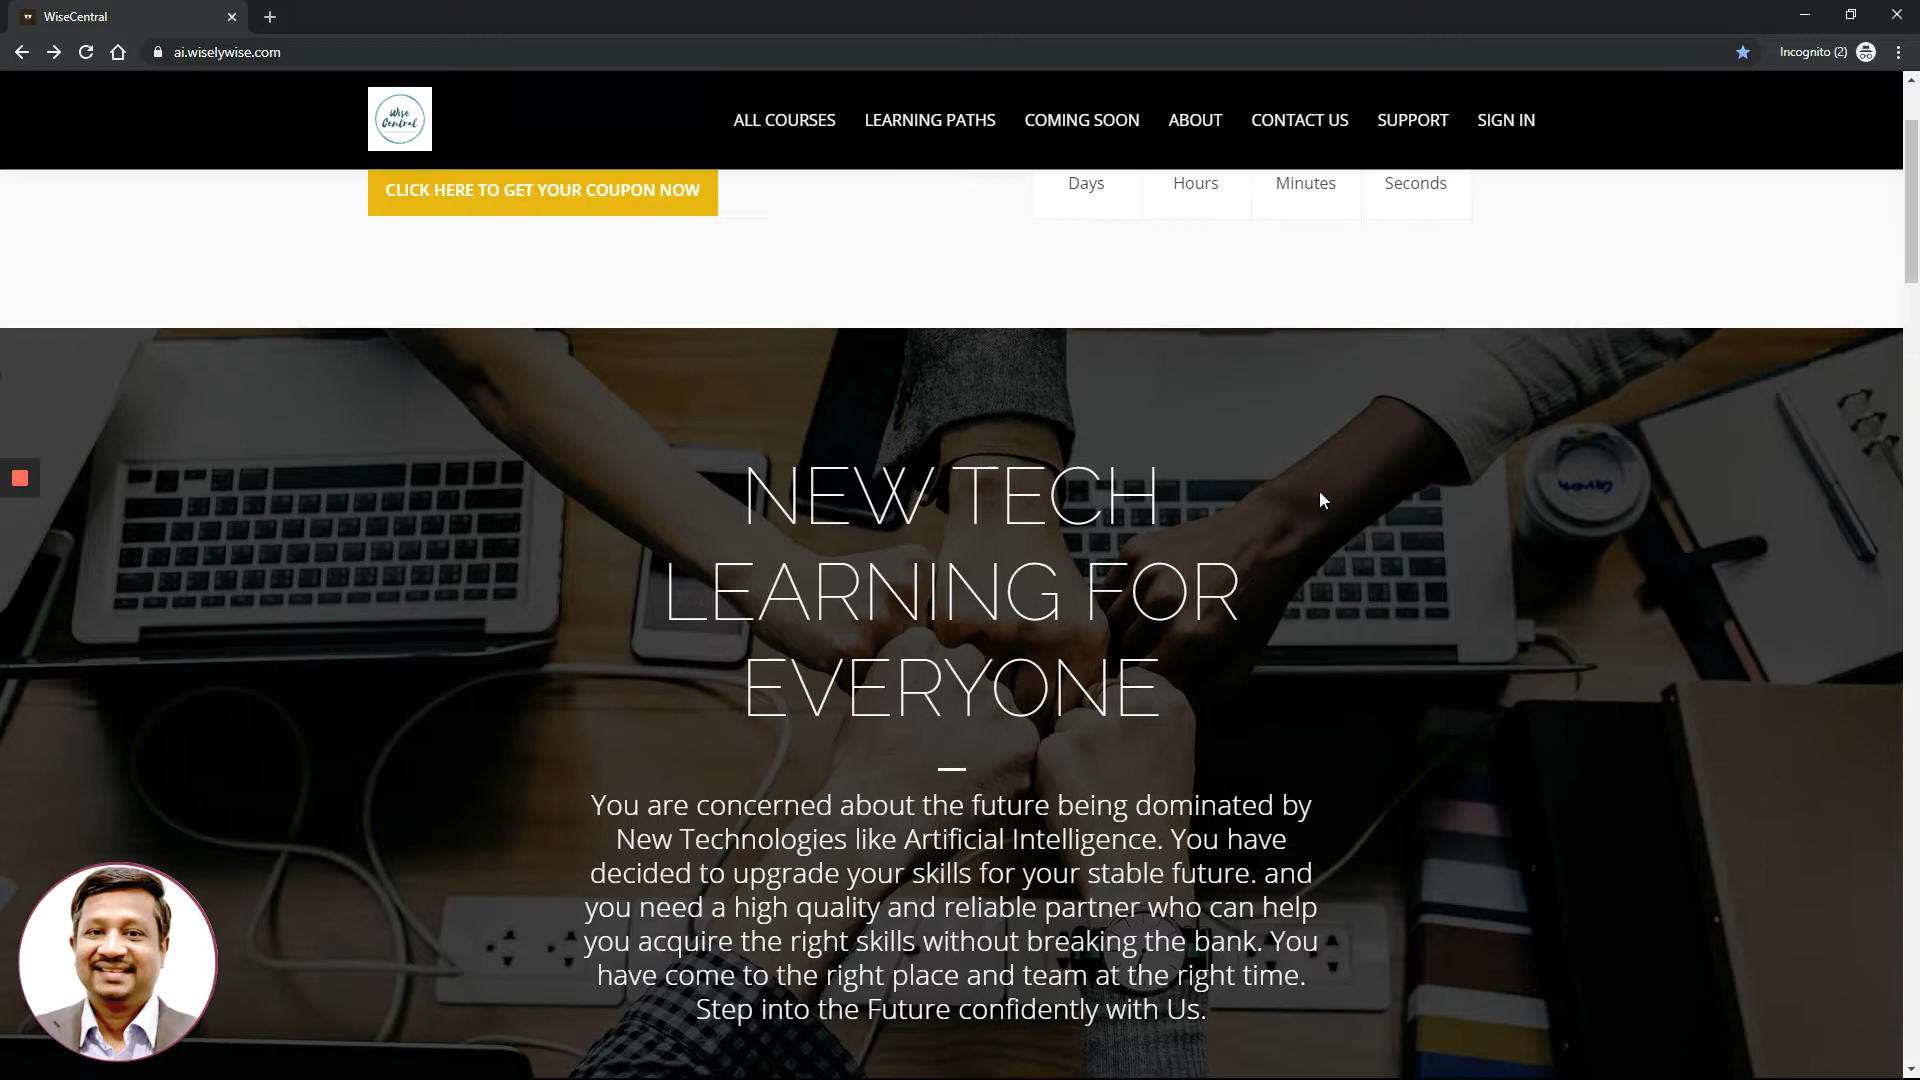 WiseCentral
ai.wiselywise.com
Incognito (2)
Wise
Central
ALL COURSES
LEARNING PATHS
COMING SOON
ABOUT
CONTACT US
SUPPORT
SIGN IN
CLICK HERE TO GET YOUR COUPON NOW
Days
Hours
Minutes
Seconds
NEW TECH
LEARNING FOR
EVERYONE
You are concerned about the future being dominated by
New Technologies like Artificial Intelligence. You have
decided to upgrade your skills for your stable future. and
you need a high quality and reliable partner who can help
you acquire the right skills without breaking the bank. You
have come to the right place and team at the right time.
Step into the Future confidently with Us.